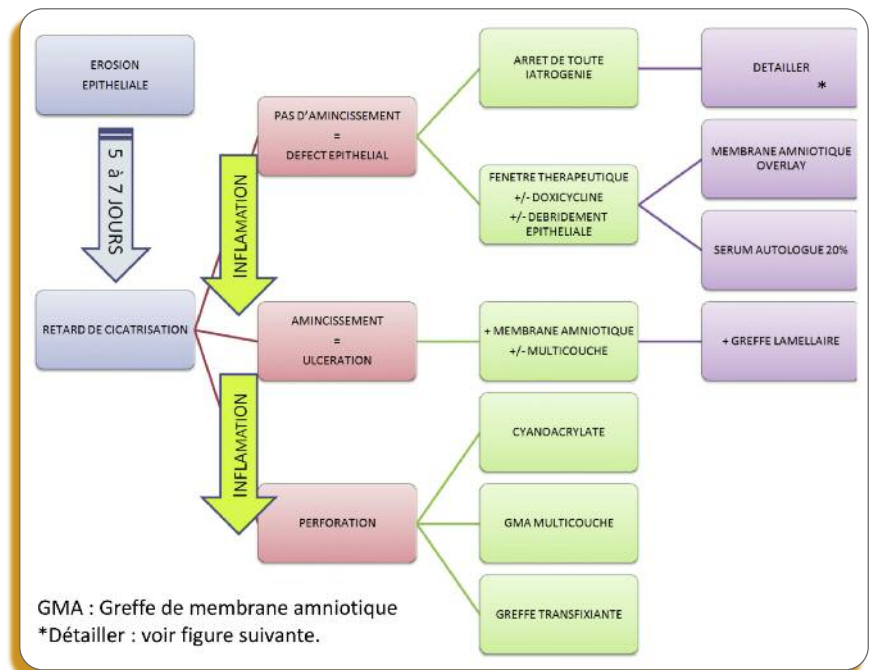 EROSION
EPITHELIALE
5 à 7 JOURS
RETARD DE CICATRISATION
PAS D'AMINCISSEMENT
=
DEFECT EPITHELIAL
INFLAMATION
AMINCISSEMENT
=
ULCERATION
INFLAMATION
PERFORATION
ARRET DE TOUTE
IATROGENIE
DETAILLER
*
FENETRE THERAPEUTIQUE
+/- DOXICYCLINE
+/- DEBRIDEMENT
EPITHELIALE
MEMBRANE AMNIOTIQUE
OVERLAY
SERUM AUTOLOGUE 20%
+ MEMBRANE AMNIOTIQUE
+/- MULTICOUCHE
+ GREFFE LAMELLAIRE
CYANOACRYLATE
GMA MULTICOUCHE
GREFFE TRANSFIXIANTE
GMA : Greffe de membrane amniotique
*Détailler : voir figure suivante.